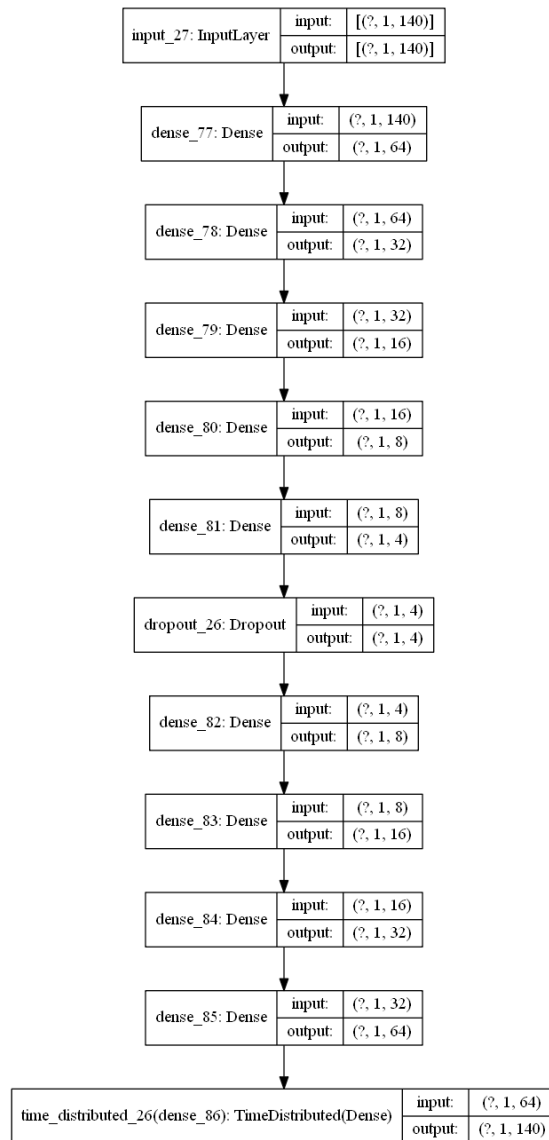 input_27: InputLayer
input: [(?, 1, 140)]
output: [(?, 1, 140)]
dense_77: Dense
input: (?, 1, 140)
output: (?, 1, 64)
dense_78: Dense
input: (?, 1, 64)
output: (?, 1, 32)
dense_79: Dense
input: (?, 1, 32)
output: (?, 1, 16)
dense_80: Dense
input: (?, 1, 16)
output: (?, 1, 8)
dense_81: Dense
input: (?, 1, 8)
output: (?, 1, 4)
dropout_26: Dropout
input: (?, 1, 4)
output: (?, 1, 4)
dense_82: Dense
input: (?, 1, 4)
output: (?, 1, 8)
dense_83: Dense
input: (?, 1, 8)
output: (?, 1, 16)
dense_84: Dense
input: (?, 1, 16)
output: (?, 1, 32)
dense_85: Dense
input: (?, 1, 32)
output: (?, 1, 64)
time_distributed_26(dense_86): TimeDistributed(Dense)
input: (?, 1, 64)
output: (?, 1, 140)